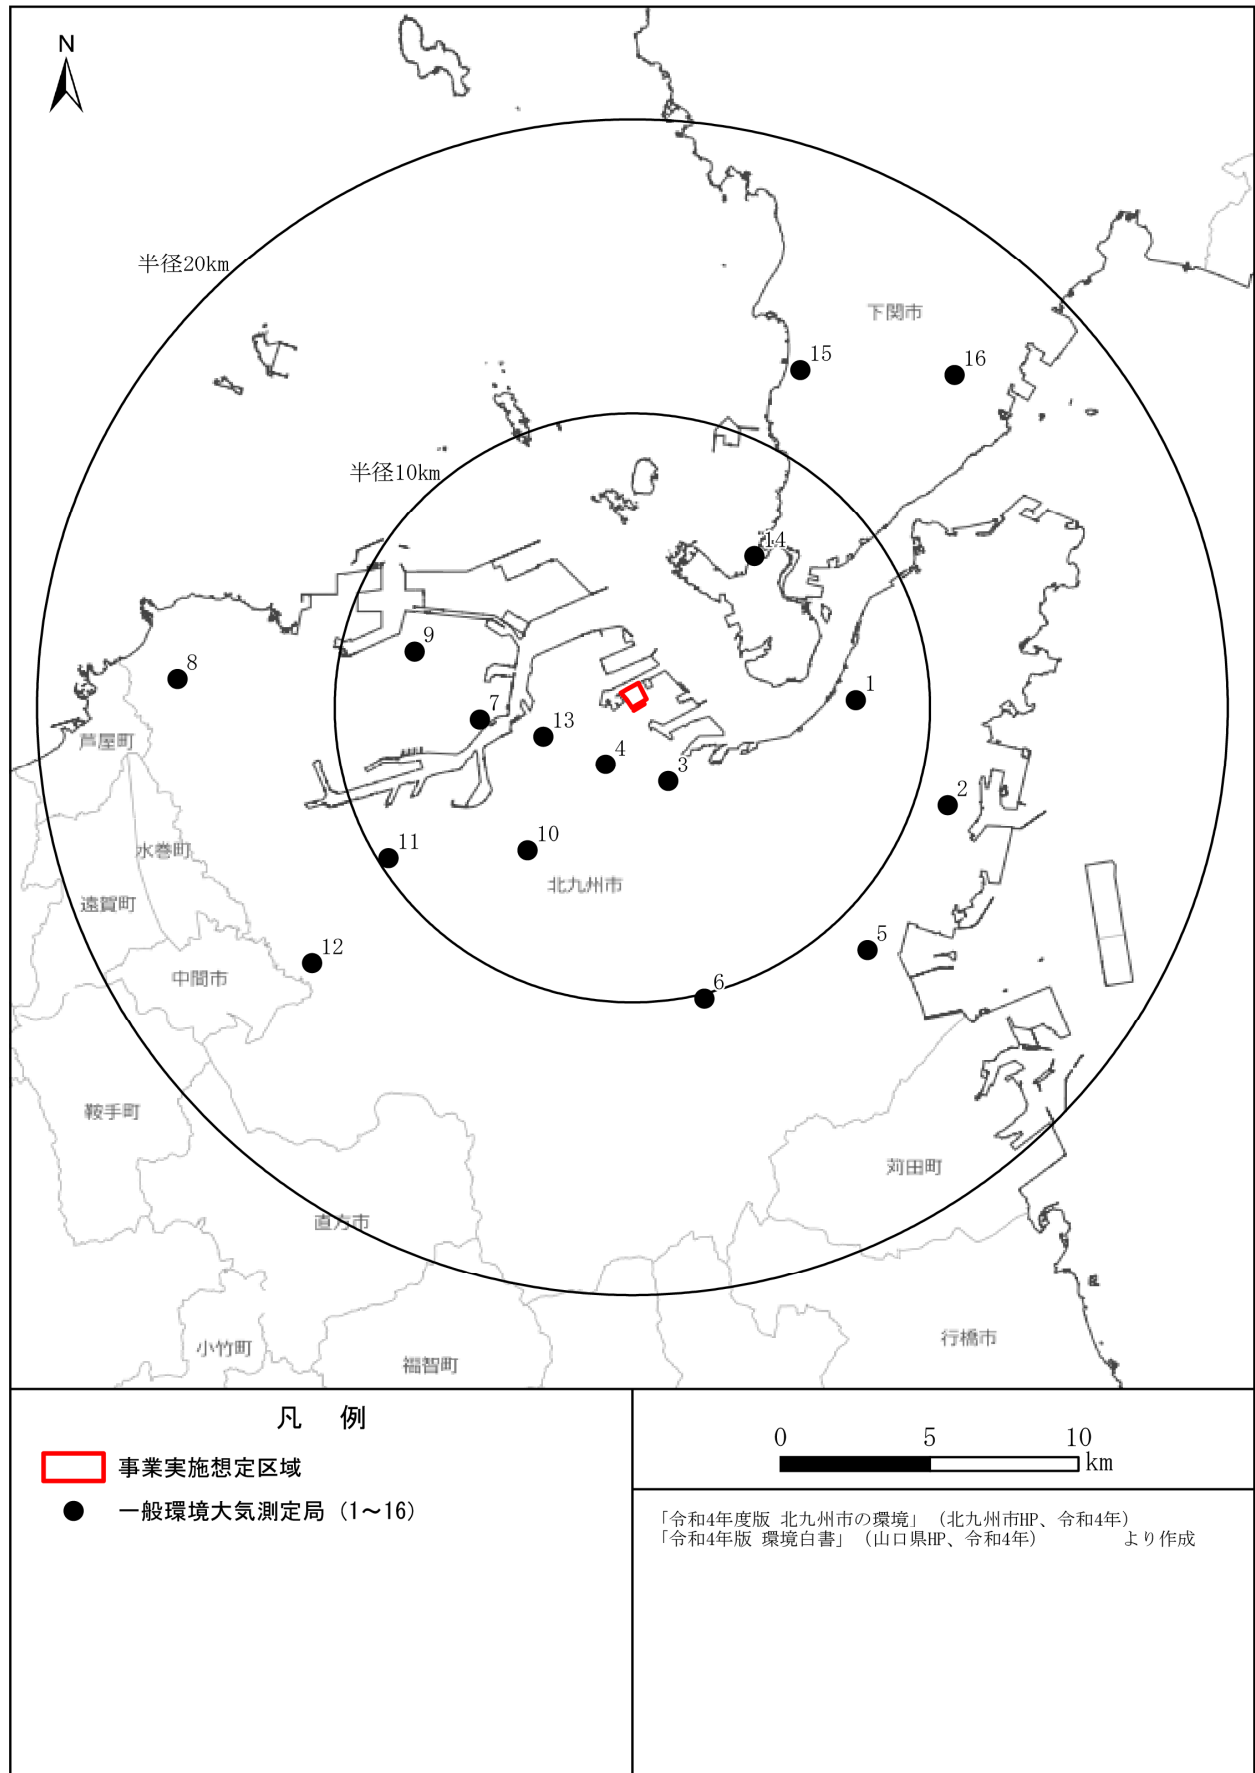 N
半径20km
下関市
15
16
半径10km
14
9
8
7
1
13
芦屋町
4
3
2
水巻町
11
10
北九州市
遠賀町
12
5
中間市
6
鞍手町
苅田町
直方市
小竹町
福智町
行橋市
凡 例
事業実施想定区域
一般環境大気測定局（1～16）
0 5 10
km
「令和4年度版 北九州市の環境」（北九州市HP、令和4年）
「令和4年版 環境白書」（山口県HP、令和4年） より作成